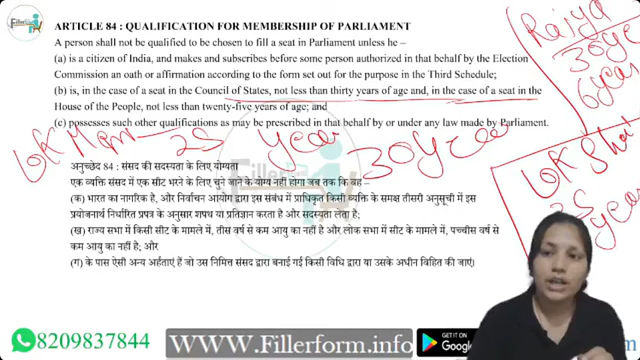 ARTICLE 84 : QUALIFICATION FOR MEMBERSHIP OF PARLIAMENT
A person shall not be qualified to be chosen to fill a seat in Parliament unless he –
(a) is a citizen of India, and makes and subscribes before some person authorized in that behalf by the Election
Commission an oath or affirmation according to the form set out for the purpose in the Third Schedule;
(b) is, in the case of a seat in the Council of States, not less than thirty years of age and, in the case of a seat in the
House of the People, not less than twenty-five years of age; and
(c) possesses such other qualifications as may be prescribed in that behalf by or under any law made by Parliament.
Rajya
30 year
6 year
25 year
30 year
अनुच्छेद 84 : संसद की सदस्यता के लिए योग्यता
एक व्यक्ति संसद में एक सीट भरने के लिए चुने जाने के योग्य नहीं होगा जब तक कि वह -
(क) भारत का नागरिक है, और निर्वाचन आयोग द्वारा इस संबंध में प्राधिकृत किसी व्यक्ति के समक्ष तीसरी अनुसूची में इस
प्रयोजनार्थ निर्धारित प्रपत्र के अनुसार शपथ या प्रतिज्ञान करता है और सदस्यता लेता है;
(ख) राज्य सभा में किसी सीट के मामले में, तीस वर्ष से कम आयु का नहीं है और लोक सभा में सीट के मामले में, पच्चीस वर्ष से
कम आयु का नहीं है; और
(ग) के पास ऐसी अन्य अर्हताएं हैं जो उस निमित्त संसद द्वारा बनाई गई किसी विधि द्वारा या उसके अधीन विहित की जाएं।
25
year
8209837844
www.Fillerform.info
GET IT ON
Google